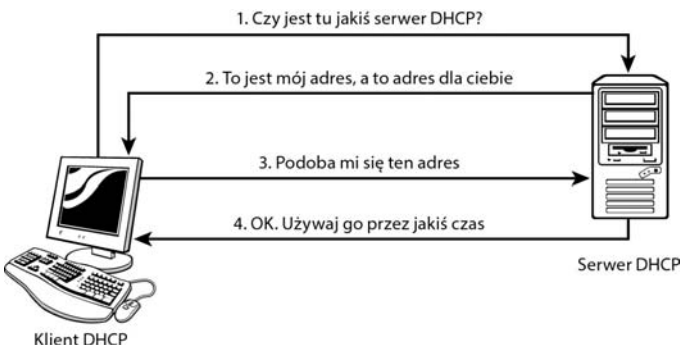 1. Czy jest tu jakiś serwer DHCP?
2. To jest mój adres, a to adres dla ciebie
3. Podoba mi się ten adres
4. OK. Używaj go przez jakiś czas
Serwer DHCP
Klient DHCP